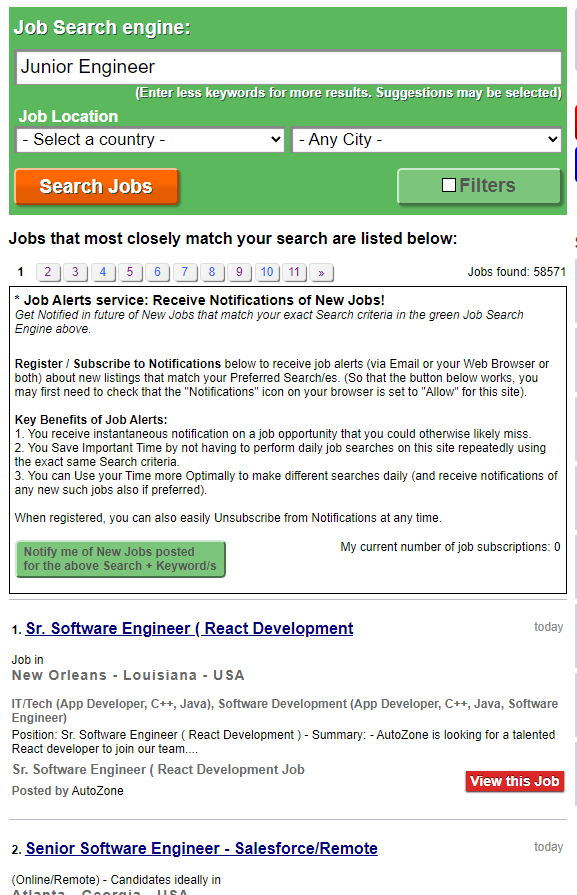 Job Search engine:
Junior Engineer
(Enter less keywords for more results. Suggestions may be selected)
Job Location
- Select a country -
- Any City -
Search Jobs
Filters
Jobs that most closely match your search are listed below:
1 2 3 4 5 6 7 8 9 10 11 »
Jobs found: 58571
* Job Alerts service: Receive Notifications of New Jobs!
Get Notified in future of New Jobs that match your exact Search criteria in the green Job Search
Engine above.
Register / Subscribe to Notifications below to receive job alerts (via Email or your Web Browser or
both) about new listings that match your Preferred Search/es. (So that the button below works, you
may first need to check that the "Notifications" icon on your browser is set to "Allow" for this site).
Key Benefits of Job Alerts:
1. You receive instantaneous notification on a job opportunity that you could otherwise likely miss.
2. You Save Important Time by not having to perform daily job searches on this site repeatedly using
the exact same Search criteria.
3. You can Use your Time more Optimally to make different searches daily (and receive notifications of
any new such jobs also if preferred).
When registered, you can also easily Unsubscribe from Notifications at any time.
Notify me of New Jobs posted
for the above Search + Keyword/s
My current number of job subscriptions: 0
1. Sr. Software Engineer ( React Development
today
Job in
New Orleans - Louisiana - USA
IT/Tech (App Developer, C++, Java), Software Development (App Developer, C++, Java, Software
Engineer)
Position: Sr. Software Engineer ( React Development ) - Summary: - AutoZone is looking for a talented
React developer to join our team....
Sr. Software Engineer ( React Development Job
Posted by AutoZone
View this Job
2. Senior Software Engineer - Salesforce/Remote
today
(Online/Remote) - Candidates ideally in
Atlanta - Georgia - USA